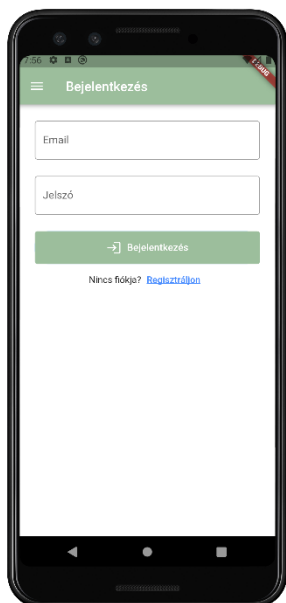 7:56
DEBUG
Bejelentkezés
Email
Jelszó
Bejelentkezés
Nincs fiókja? Regisztráljon